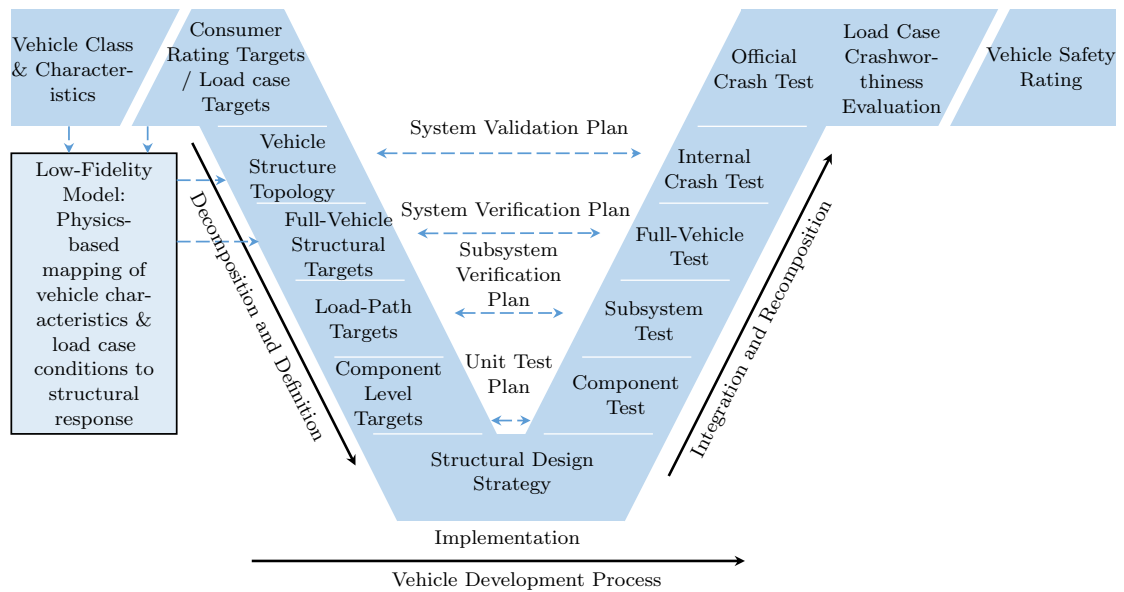 Vehicle Class
& Character-
istics
Consumer
Rating Targets
/ Load case
Targets
Official
Crash Test
Load Case
Crashwor-
thiness
Evaluation
Vehicle Safety
Rating
Low-Fidelity
Model:
Physics-
based
mapping of
vehicle char-
acteristics &
load case
conditions to
structural
response
Decomposition and Definition
Vehicle
Structure
Topology
Full-Vehicle
Structural
Targets
Load-Path
Targets
Component
Level
Targets
System Validation Plan
System Verification Plan
Subsystem
Verification
Plan
Unit Test
Plan
Internal
Crash Test
Full-Vehicle
Test
Subsystem
Test
Component
Test
Integration and Recomposition
Structural Design
Strategy
Implementation
Vehicle Development Process